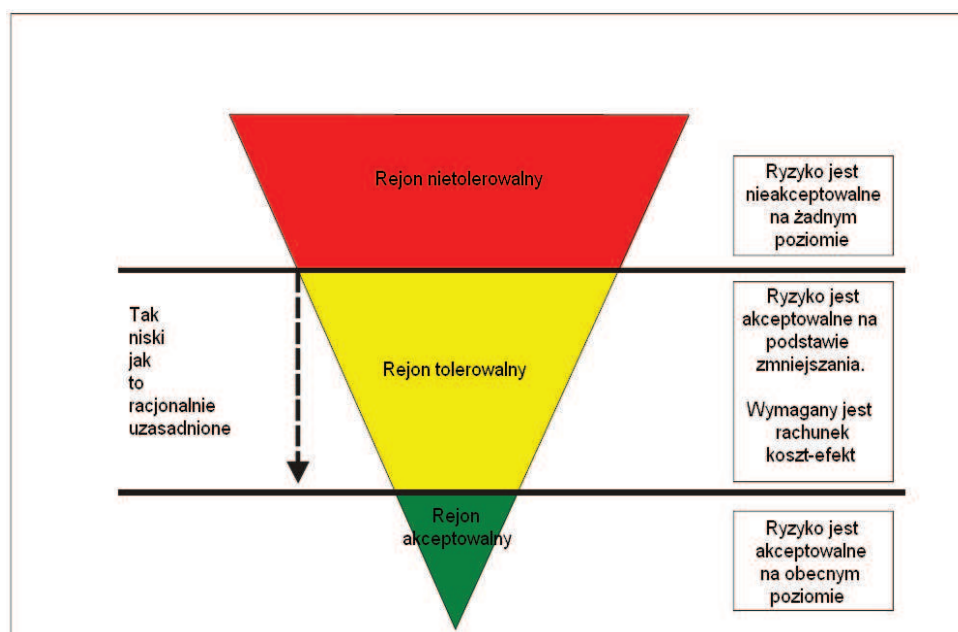 Rejon nietolerowalny
Ryzyko jest
nieakceptowalne
na żadnym
poziomie
Tak
niski
jak
to
racjonalnie
uzasadnione
Rejon tolerowalny
Ryzyko jest
akceptowalne na
podstawie
zmniejszania.
Wymagany jest
rachunek
koszt-efekt
Rejon
akceptowalny
Ryzyko jest
akceptowalne
na obecnym
poziomie